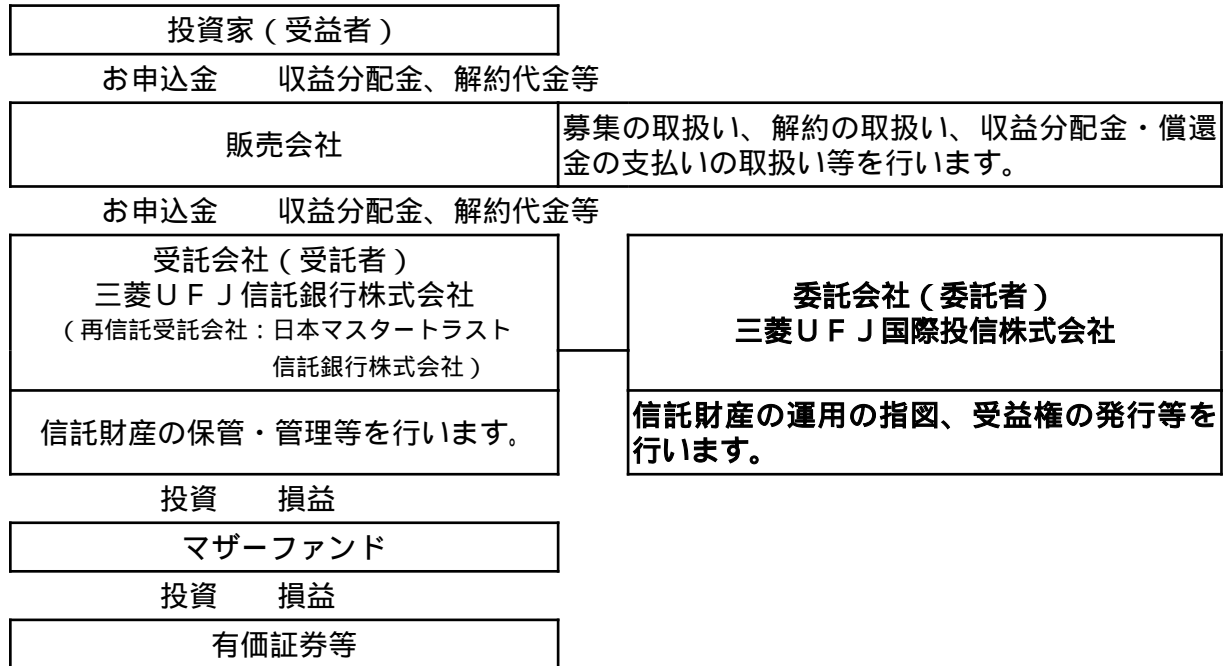 投資家(受益者)
お申込金　　収益分配金、解約代金等
販売会社
募集の取扱い、解約の取扱い、収益分配金・償還
金の支払いの取扱い等を行います。
お申込金　　収益分配金、解約代金等
受託会社(受託者)
三菱UFJ信託銀行株式会社
(再信託受託会社:日本マスタートラスト
信託銀行株式会社)
委託会社(委託者)
三菱UFJ国際投信株式会社
信託財産の保管・管理等を行います。
信託財産の運用の指図、受益権の発行等を
行います。
投資　　損益
マザーファンド
投資　　損益
有価証券等